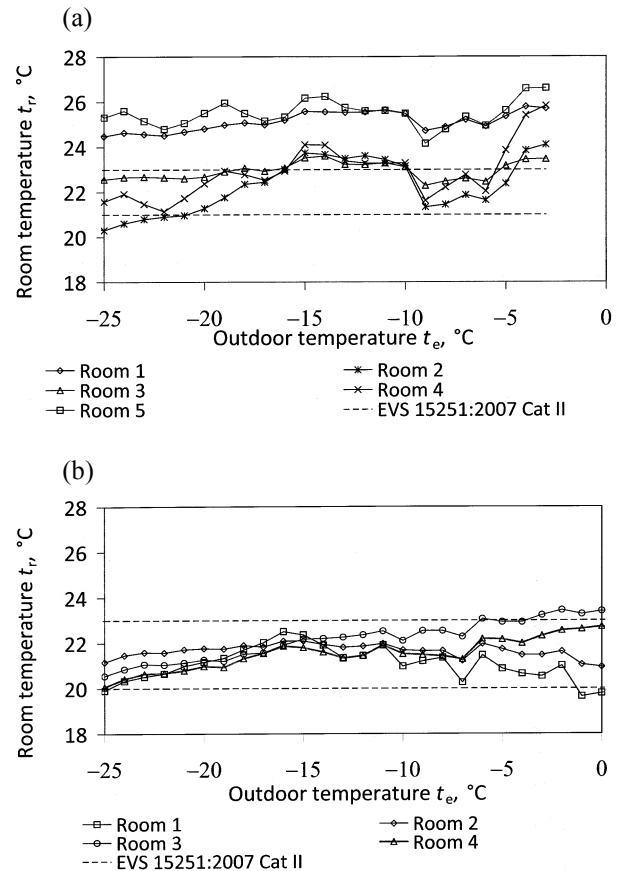 (a)
Room temperature tr, °C
28
26
24
22
20
18
−25 −20 −15 −10 −5 0
Outdoor temperature te, °C
Room 1 Room 2
Room 3 Room 4
Room 5 EVS 15251:2007 Cat II
(b)
Room temperature tr, °C
28
26
24
22
20
18
−25 −20 −15 −10 −5 0
Outdoor temperature te, °C
Room 1 Room 2
Room 3 Room 4
EVS 15251:2007 Cat II